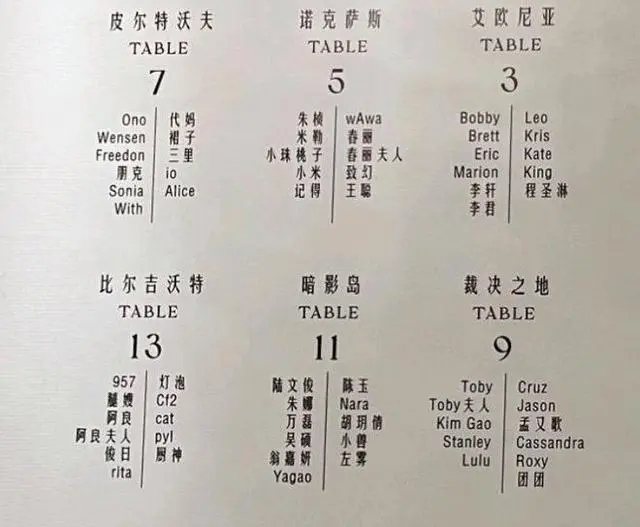 皮尔特沃夫
TABLE
7
Ono 代妈
Wensen 裙子
Freedon 三里
朋克 io
Sonia Alice
With
诺克萨斯
TABLE
5
朱桢 wAwa
米勒 春丽
小珠桃子 春丽夫人
小米 致幻
记得 王聪
艾欧尼亚
TABLE
3
Bobby Leo
Brett Kris
Eric Kate
Marion King
李轩 程圣淋
李君
比尔吉沃特
TABLE
13
957 灯泡
腿嫂 Cf2
阿良 cat
阿良夫人 pyl
俊日 厨神
rita
暗影岛
TABLE
11
陆文俊 陈玉
朱娜 Nara
万磊 胡玥倩
吴硕 小兽
翁嘉妍 左雾
Yagao
裁决之地
TABLE
9
Toby Cruz
Toby夫人 Jason
Kim Gao 孟又歌
Stanley Cassandra
Lulu Roxy
团团